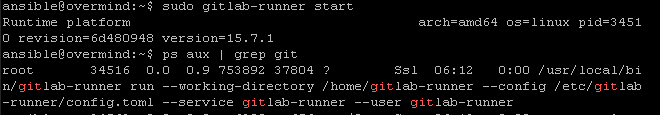 ansible@overmind:~$ sudo gitlab-runner start
Runtime platform                                    arch=amd64 os=linux pid=3451
0 revision=6d480948 version=15.7.1
ansible@overmind:~$ ps aux | grep git
root       34516  0.0  0.9 753892 37804 ?        Ssl  06:12   0:00 /usr/local/bi
n/gitlab-runner run --working-directory /home/gitlab-runner --config /etc/gitlab
-runner/config.toml --service gitlab-runner --user gitlab-runner